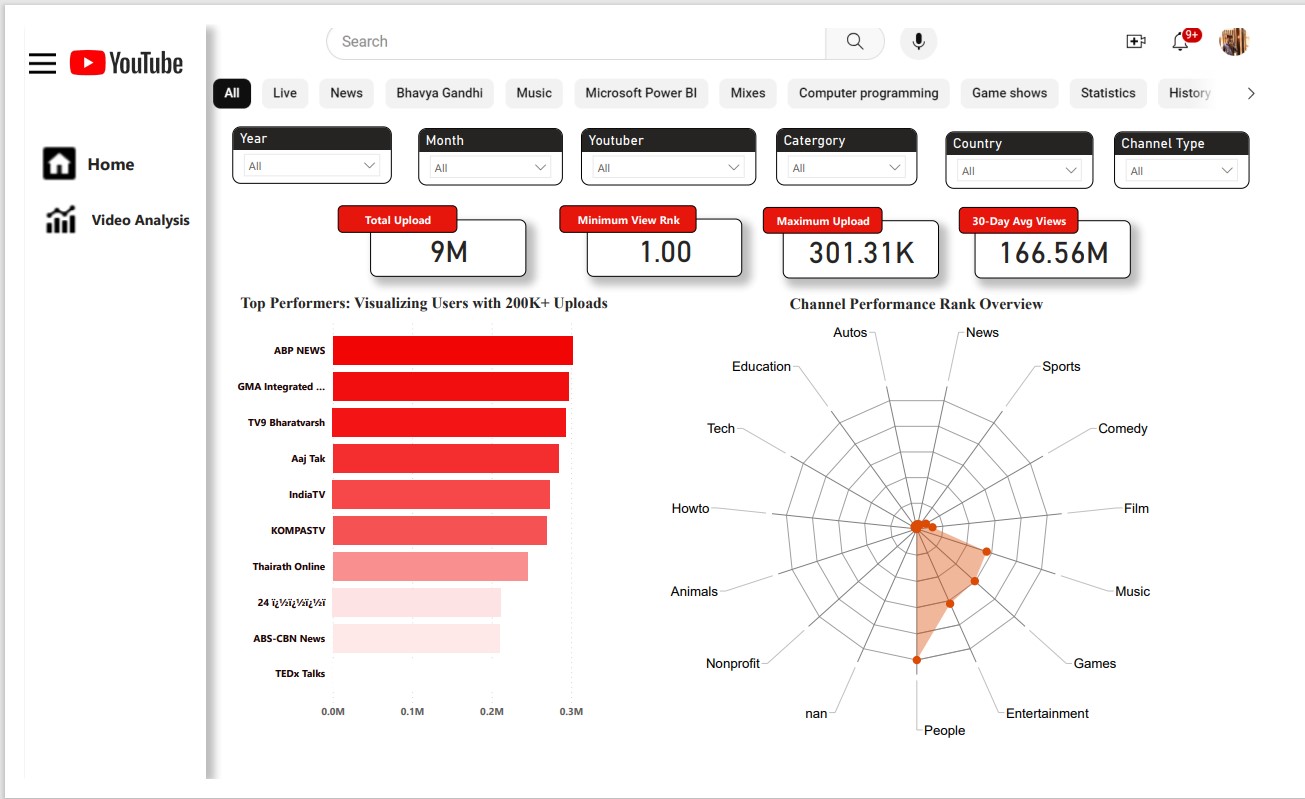 YouTube
Search
9+
All
Live
News
Bhavya Gandhi
Music
Microsoft Power BI
Mixes
Computer programming
Game shows
Statistics
History
Home
Video Analysis
Year
All
Month
All
Youtuber
All
Catergory
All
Country
All
Channel Type
All
Total Upload
9M
Minimum View Rnk
1.00
Maximum Upload
301.31K
30-Day Avg Views
166.56M
Top Performers: Visualizing Users with 200K+ Uploads
ABP NEWS
GMA Integrated ...
TV9 Bharatvarsh
Aaj Tak
IndiaTV
KOMPASTV
Thairath Online
24 ï¿½ï¿½ï¿½ï
ABS-CBN News
TEDx Talks
0.0M
0.1M
0.2M
0.3M
Channel Performance Rank Overview
Autos
News
Education
Sports
Tech
Comedy
Howto
Film
Animals
Music
Nonprofit
Games
nan
Entertainment
People